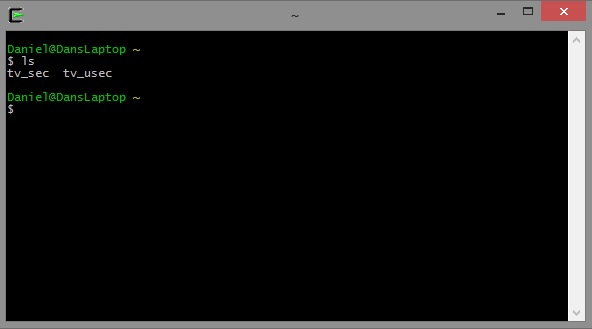 ~
Daniel@DansLaptop ~
$ ls
tv_sec  tv_usec
Daniel@DansLaptop ~
$